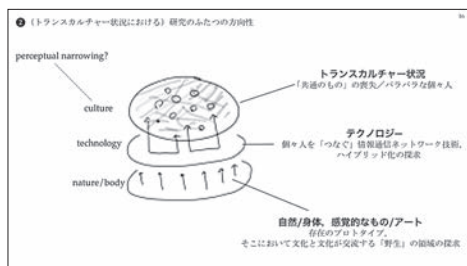 ❷（トランスカルチャー状況における）研究のふたつの方向性
perceptual narrowing?
トランスカルチャー状況
「共通のもの」の喪失／バラバラな個々人
culture
テクノロジー
個々人を「つなぐ」情報通信ネットワーク技術，
ハイブリッド化の探求
technology
nature/body
自然/身体，感覚的なもの/アート
存在のプロトタイプ，
そこにおいて文化と文化が交流する「野生」の領域の探求